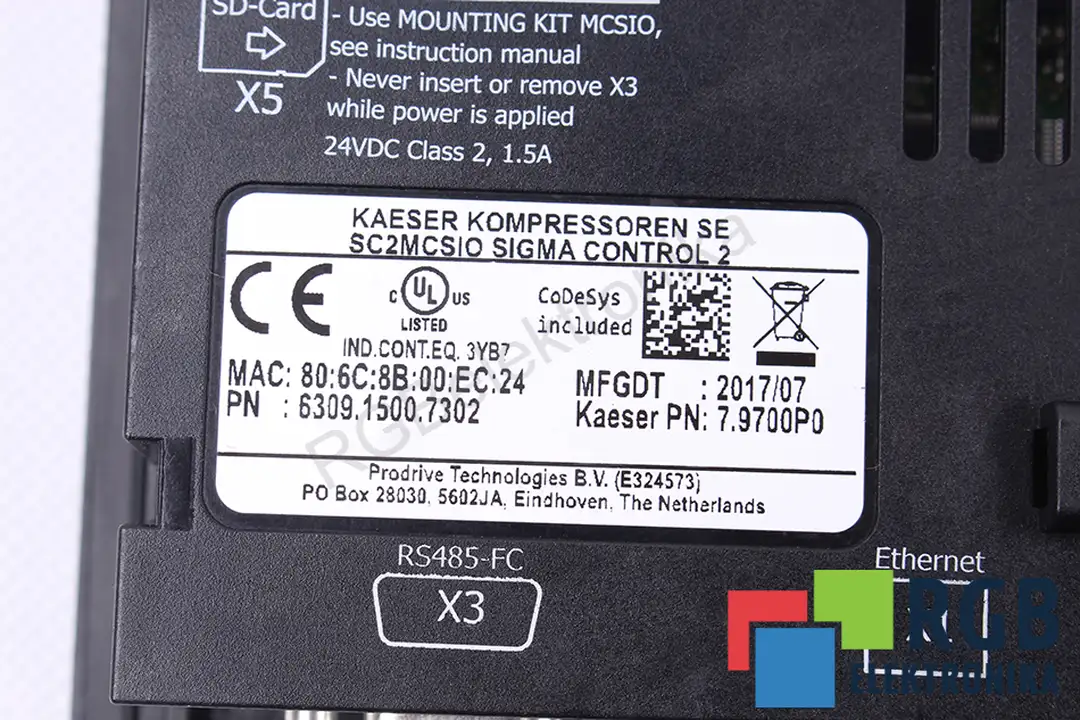 SD-Card
X5
- Use MOUNTING KIT MCSIO,
see instruction manual
- Never insert or remove X3
while power is applied
24VDC Class 2, 1.5A
KAESER KOMPRESSOREN SE
SC2MCSIO SIGMA CONTROL 2
CE
C UL US
LISTED
IND.CONT.EQ. 3YB7
CoDeSys
included
MAC: 80:6C:8B:00:EC:24
PN : 6309.1500.7302
MFGDT : 2017/07
Kaeser PN: 7.9700P0
Prodrive Technologies B.V. (E324573)
PO Box 28030, 5602JA, Eindhoven, The Netherlands
RS485-FC
X3
Ethernet
RGB
ELEKTRONIKA
RGB elektronika